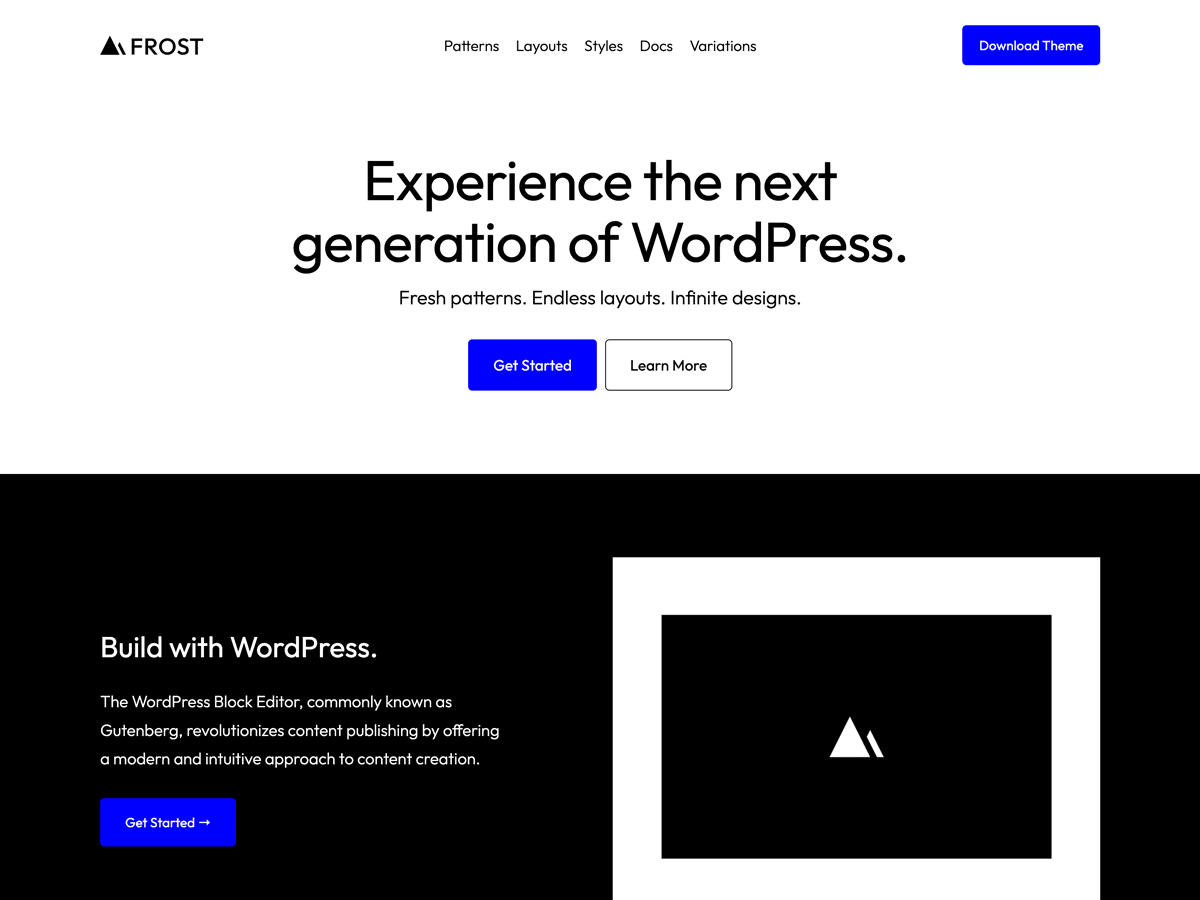 FROST
Patterns Layouts Styles Docs Variations
Download Theme
Experience the next
generation of WordPress.
Fresh patterns. Endless layouts. Infinite designs.
Get Started
Learn More
Build with WordPress.
The WordPress Block Editor, commonly known as
Gutenberg, revolutionizes content publishing by offering
a modern and intuitive approach to content creation.
Get Started →